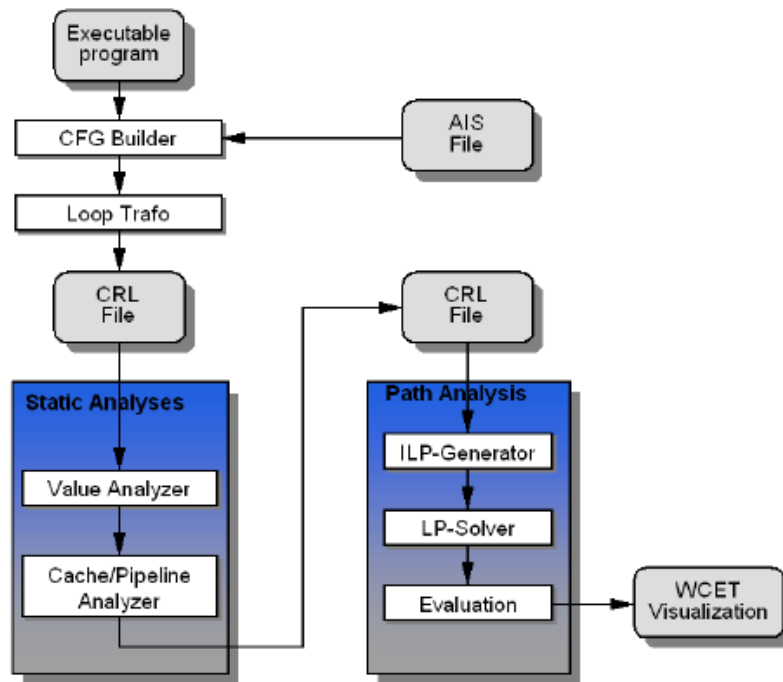 Executable
program
CFG Builder
AIS
File
Loop Trafo
CRL
File
CRL
File
Static Analyses
Value Analyzer
Cache/Pipeline
Analyzer
Path Analysis
ILP-Generator
LP-Solver
Evaluation
WCET
Visualization